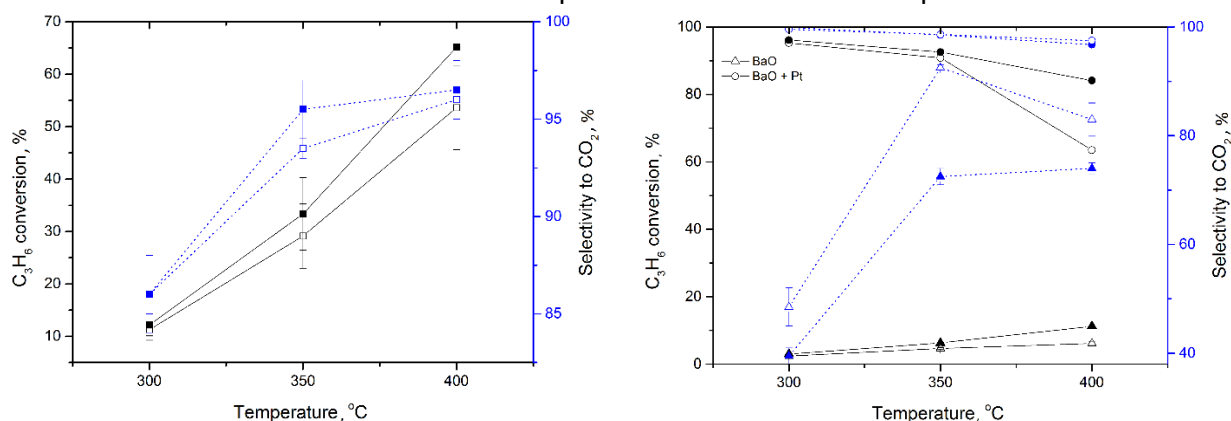 70
60
50
40
30
20
10
C3H6 conversion, %
100
95
90
85
Selectivity to CO2, %
300 350 400
Temperature, °C
100
80
60
40
20
0
C3H6 conversion, %
BaO
BaO + Pt
100
80
60
40
Selectivity to CO2, %
300 350 400
Temperature, °C